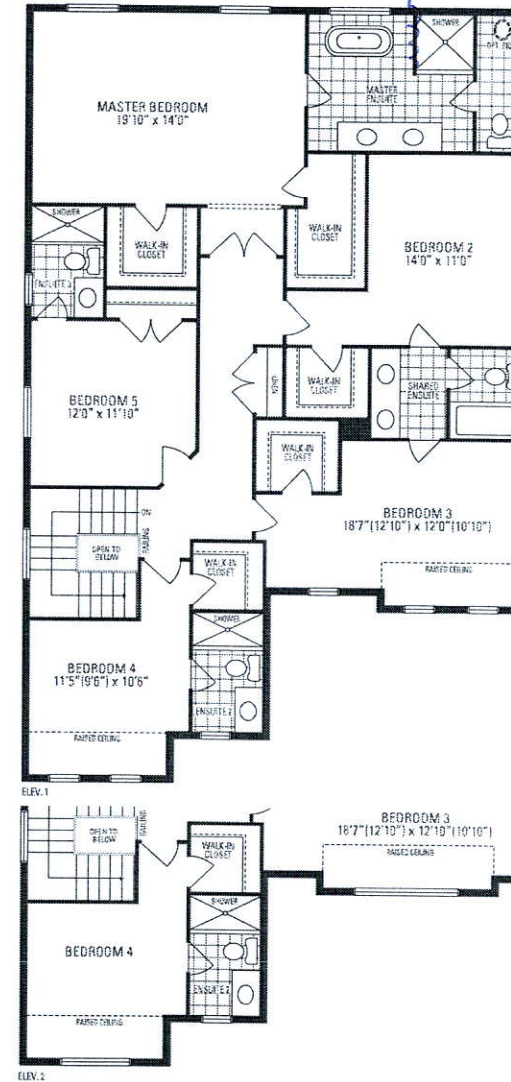 SHOWER
MASTER BEDROOM
19'10" x 14'0"
MASTER
ENSUITE
SHOWER
WALK-IN
CLOSET
WALK-IN
CLOSET
BEDROOM 2
14'0" x 11'0"
BEDROOM 5
12'0" x 11'10"
LINEN
WALK-IN
CLOSET
SHARED
ENSUITE
WALK-IN
CLOSET
BEDROOM 3
18'7"(12'10") x 12'0"(10'10")
RAISED CEILING
OPEN TO
BELOW
RAILING
DN
WALK-IN
CLOSET
SHOWER
BEDROOM 4
11'5"(9'6") x 10'6"
ENSUITE 2
RAISED CEILING
ELEV. 1
OPEN TO
BELOW
RAILING
WALK-IN
CLOSET
BEDROOM 3
18'7"(12'10") x 12'10"(10'10")
RAISED CEILING
SHOWER
BEDROOM 4
ENSUITE 2
RAISED CEILING
ELEV. 2